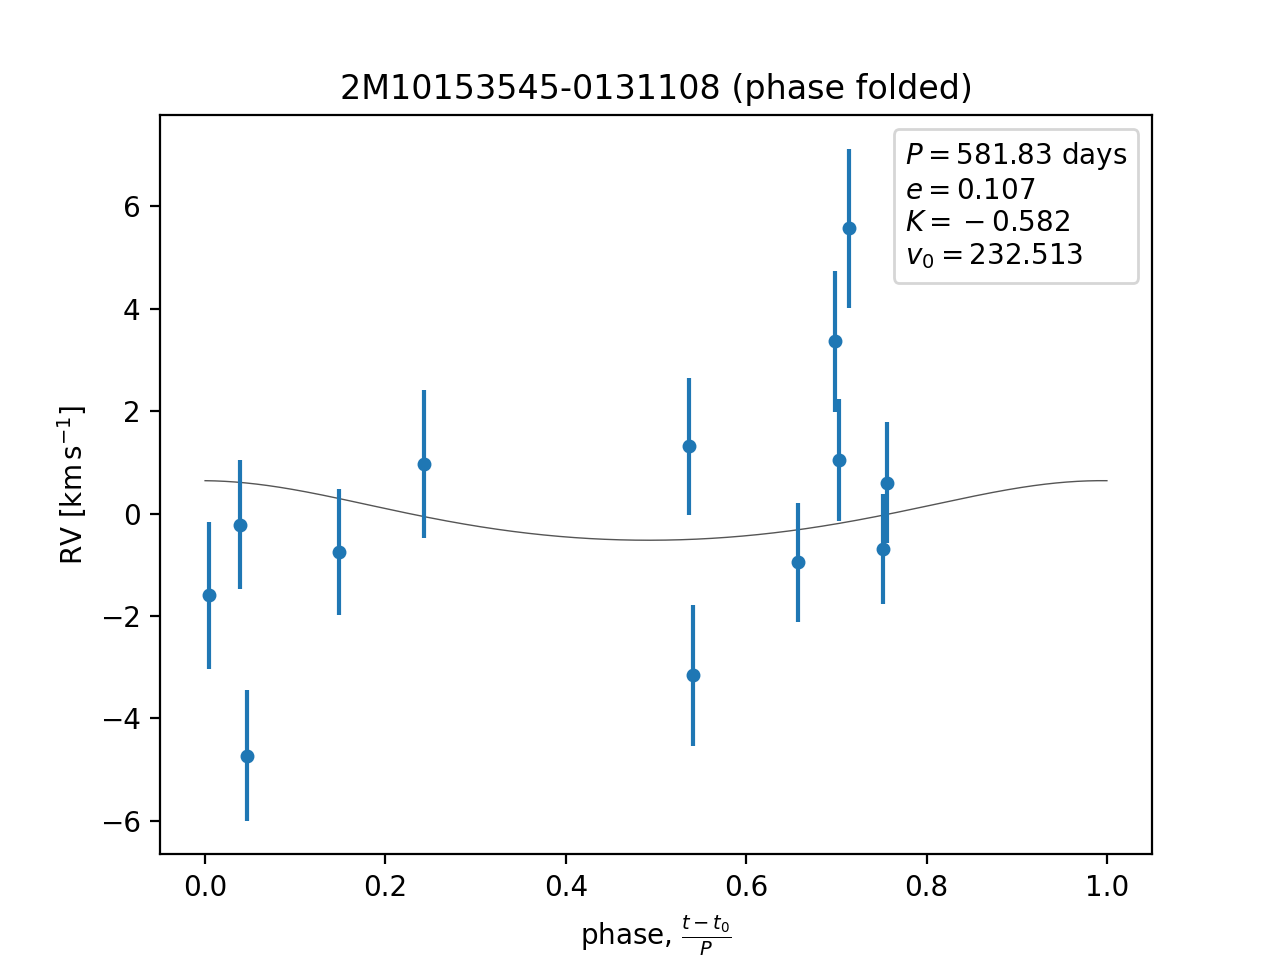 2M10153545-0131108 (phase folded)
P = 581.83 days
e = 0.107
K = −0.582
v₀ = 232.513
RV [km s⁻¹]
6
4
2
0
−2
−4
−6
0.0 0.2 0.4 0.6 0.8 1.0
phase, (t − t₀)/P